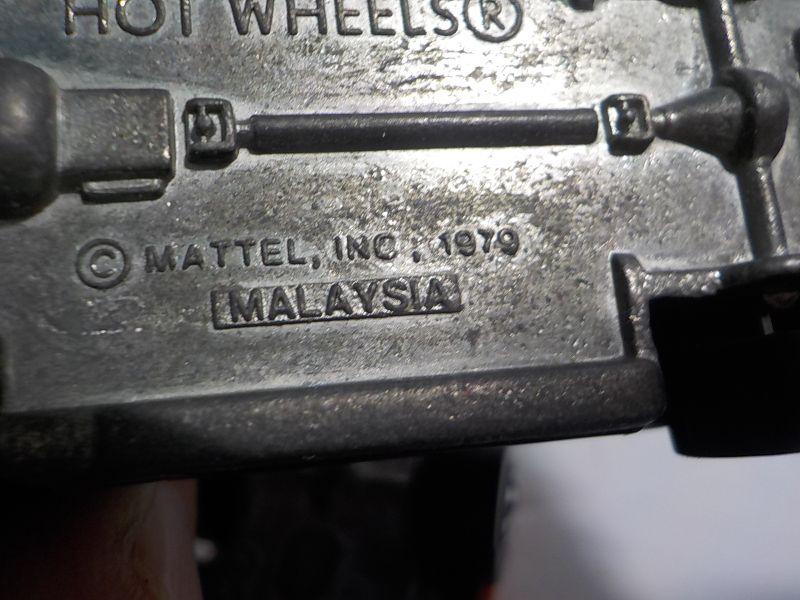 HOT WHEELS®
© MATTEL, INC., 1979
MALAYSIA